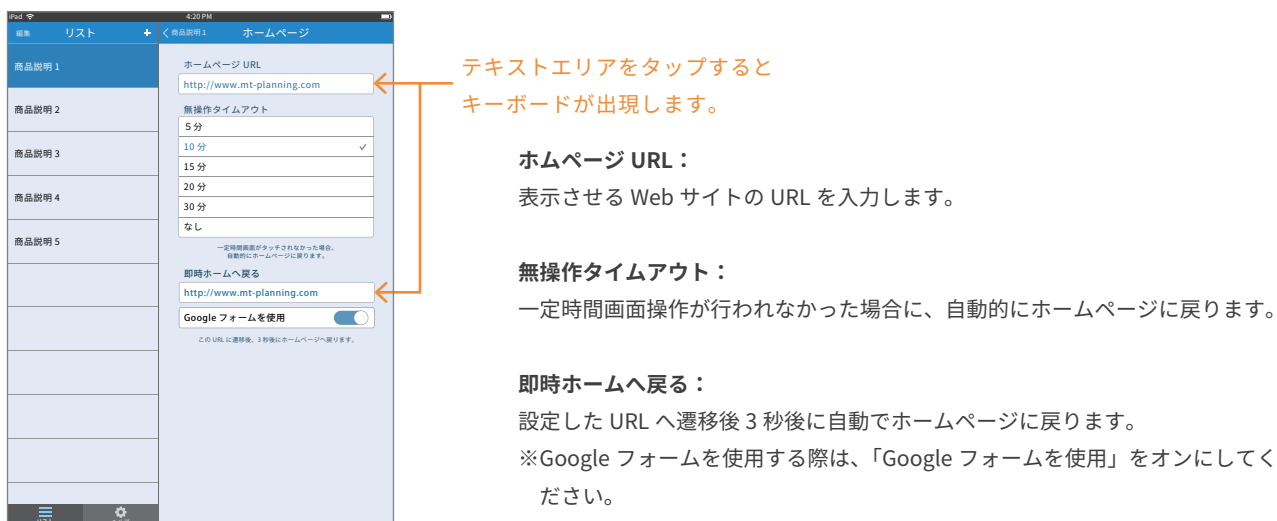 iPad
4:20 PM
編集
リスト
+
商品説明 1
ホームページ
商品説明 1
商品説明 2
商品説明 3
商品説明 4
商品説明 5
ホームページ URL
http://www.mt-planning.com
無操作タイムアウト
5 分
10 分
15 分
20 分
30 分
なし
一定時間画面がタッチされなかった場合、
自動的にホームページに戻ります。
即時ホームへ戻る
http://www.mt-planning.com
Google フォームを使用
この URL に遷移後、3 秒後にホームページへ戻ります。
テキストエリアをタップすると
キーボードが出現します。
ホムページ URL：
表示させる Web サイトの URL を入力します。
無操作タイムアウト：
一定時間画面操作が行われなかった場合に、自動的にホームページに戻ります。
即時ホームへ戻る：
設定した URL へ遷移後 3 秒後に自動でホームページに戻ります。
※Google フォームを使用する際は、「Google フォームを使用」をオンにしてく
ださい。